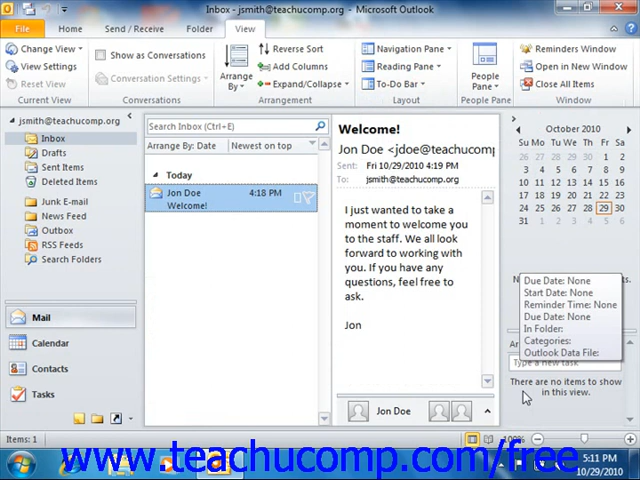 Inbox - jsmith@teachucomp.org - Microsoft Outlook
File Home Send / Receive Folder View
Change View
View Settings
Reset View
Current View
Show as Conversations
Conversation Settings
Arrange By
Reverse Sort
Add Columns
Expand/Collapse
Arrangement
Navigation Pane
Reading Pane
To-Do Bar
Layout
People Pane
People Pane
Reminders Window
Open in New Window
Close All Items
Window
jsmith@teachucomp.org
Inbox
Drafts
Sent Items
Deleted Items
Junk E-mail
News Feed
Outbox
RSS Feeds
Search Folders
Mail
Calendar
Contacts
Tasks
Search Inbox (Ctrl+E)
Arrange By: Date Newest on top
Today
Jon Doe 4:18 PM
Welcome!
Welcome!
Jon Doe <jdoe@teachucomp
Sent: Fri 10/29/2010 4:19 PM
To: jsmith@teachucomp.org
I just wanted to take a
moment to welcome you
to the staff. We all look
forward to working with
you. If you have any
questions, feel free to
ask.
Jon
Jon Doe
October 2010
Su Mo Tu We Th Fr Sa
26 27 28 29 30 1 2
3 4 5 6 7 8 9
10 11 12 13 14 15 16
17 18 19 20 21 22 23
24 25 26 27 28 29 30
31 1 2 3 4 5 6
Due Date: None
Start Date: None
Reminder Time: None
Due Date: None
In Folder:
Categories:
Outlook Data File:
Type a new task
There are no items to show
in this view.
Items: 1
100%
www.teachucomp.com/free
5:11 PM
10/29/2010